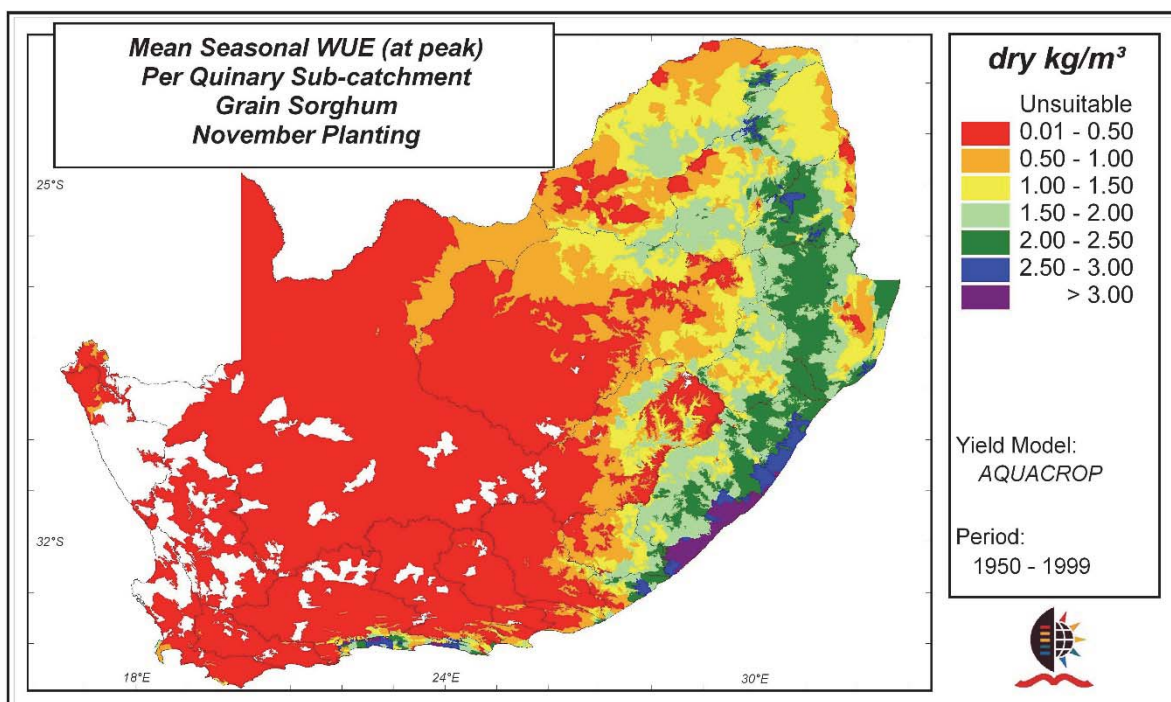 Mean Seasonal WUE (at peak)
Per Quinary Sub-catchment
Grain Sorghum
November Planting
dry kg/m³
Unsuitable
0.01 - 0.50
0.50 - 1.00
1.00 - 1.50
1.50 - 2.00
2.00 - 2.50
2.50 - 3.00
> 3.00
Yield Model:
AQUACROP
Period:
1950 - 1999
25°S
32°S
18°E
24°E
30°E